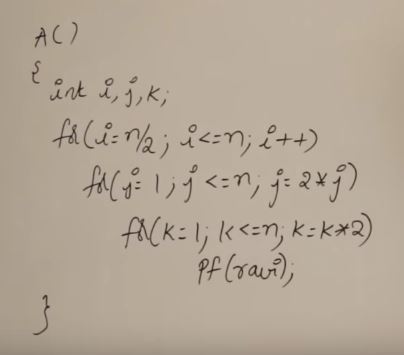 A()
{
int i, j, k;
for(i=n/2; i<=n; i++)
for(j=1; j<=n; j=2*j)
for(k=1; k<=n; k=k*2)
Pf(ravi);
}